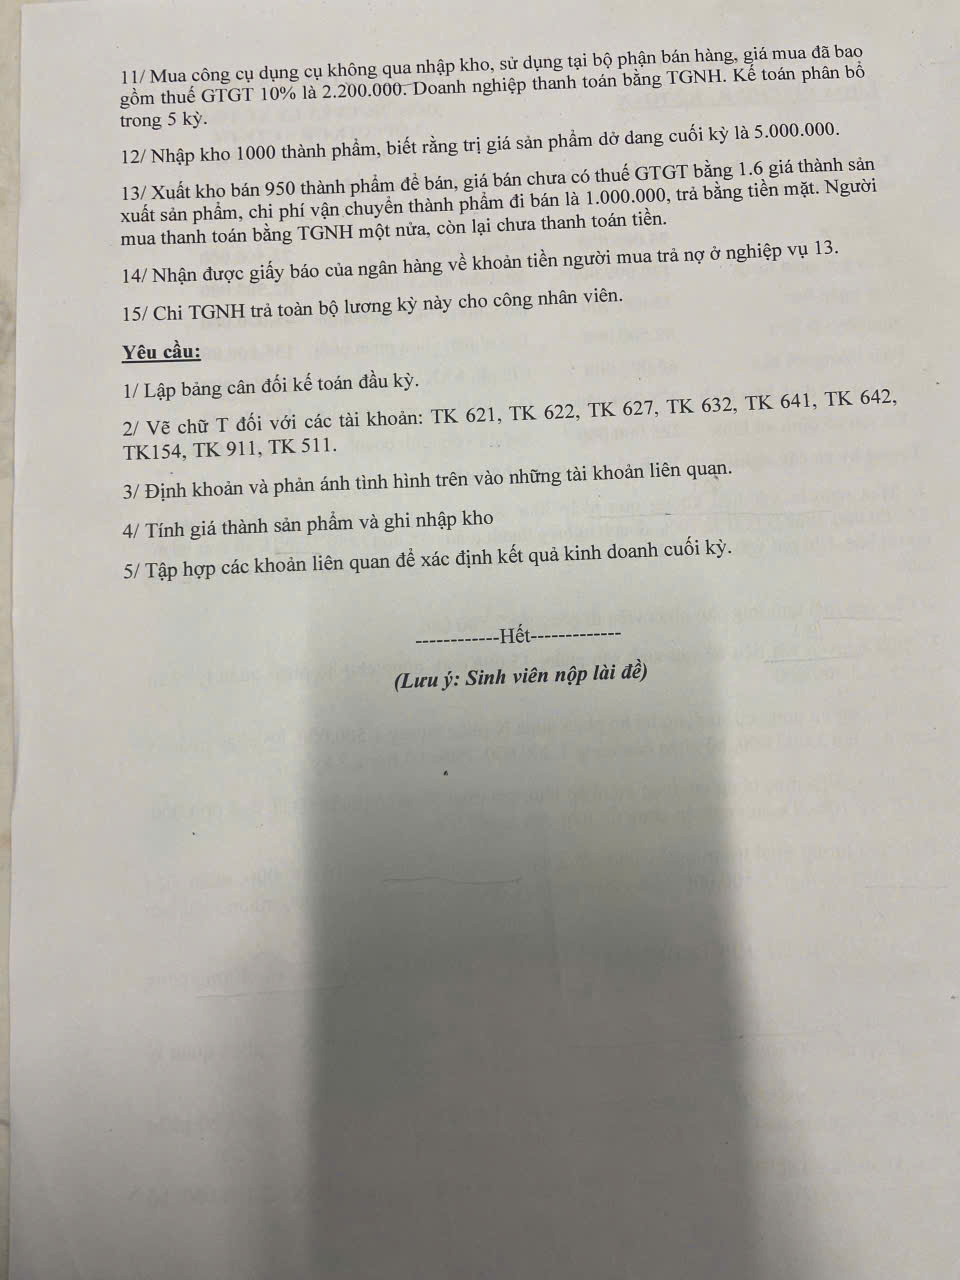 11/ Mua công cụ dụng cụ không qua nhập kho, sử dụng tại bộ phận bán hàng, giá mua đã bao
gồm thuế GTGT 10% là 2.200.000. Doanh nghiệp thanh toán bằng TGNH. Kế toán phân bổ
trong 5 kỳ.
12/ Nhập kho 1000 thành phẩm, biết rằng trị giá sản phẩm dở dang cuối kỳ là 5.000.000.
13/ Xuất kho bán 950 thành phẩm để bán, giá bán chưa có thuế GTGT bằng 1.6 giá thành sản
xuất sản phẩm, chi phí vận chuyển thành phẩm đi bán là 1.000.000, trả bằng tiền mặt. Người
mua thanh toán bằng TGNH một nửa, còn lại chưa thanh toán tiền.
14/ Nhận được giấy báo của ngân hàng về khoản tiền người mua trả nợ ở nghiệp vụ 13.
15/ Chi TGNH trả toàn bộ lương kỳ này cho công nhân viên.
Yêu cầu:
1/ Lập bảng cân đối kế toán đầu kỳ.
2/ Vẽ chữ T đối với các tài khoản: TK 621, TK 622, TK 627, TK 632, TK 641, TK 642,
TK154, TK 911, TK 511.
3/ Định khoản và phản ánh tình hình trên vào những tài khoản liên quan.
4/ Tính giá thành sản phẩm và ghi nhập kho
5/ Tập hợp các khoản liên quan để xác định kết quả kinh doanh cuối kỳ.
------------Hết-------------
(Lưu ý: Sinh viên nộp lài đề)